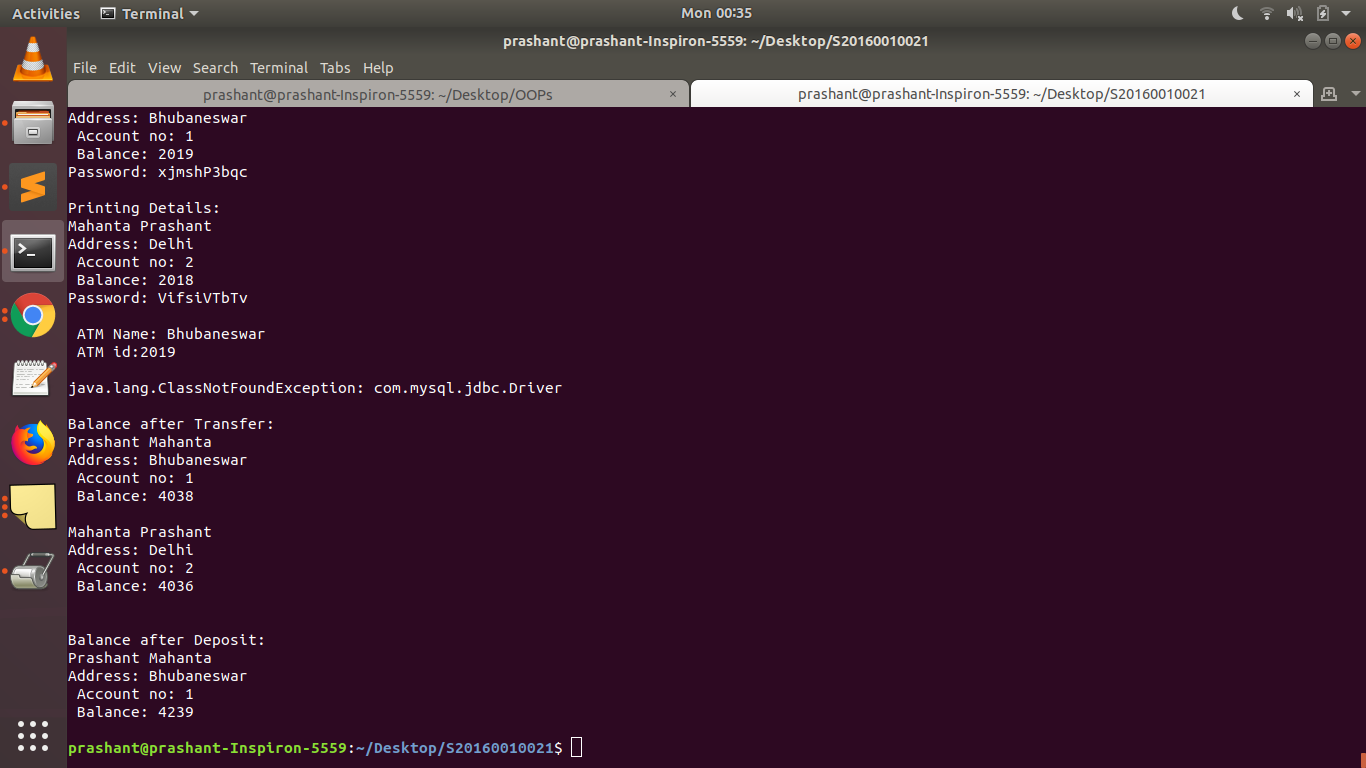 Activities Terminal Mon 00:35
prashant@prashant-Inspiron-5559: ~/Desktop/S20160010021
File Edit View Search Terminal Tabs Help
prashant@prashant-Inspiron-5559: ~/Desktop/OOPs × prashant@prashant-Inspiron-5559: ~/Desktop/S20160010021 ×
Address: Bhubaneswar
 Account no: 1
 Balance: 2019
Password: xjmshP3bqc

Printing Details:
Mahanta Prashant
Address: Delhi
 Account no: 2
 Balance: 2018
Password: VifsiVTbTv

 ATM Name: Bhubaneswar
 ATM id:2019

java.lang.ClassNotFoundException: com.mysql.jdbc.Driver

Balance after Transfer:
Prashant Mahanta
Address: Bhubaneswar
 Account no: 1
 Balance: 4038

Mahanta Prashant
Address: Delhi
 Account no: 2
 Balance: 4036

Balance after Deposit:
Prashant Mahanta
Address: Bhubaneswar
 Account no: 1
 Balance: 4239

prashant@prashant-Inspiron-5559:~/Desktop/S20160010021$